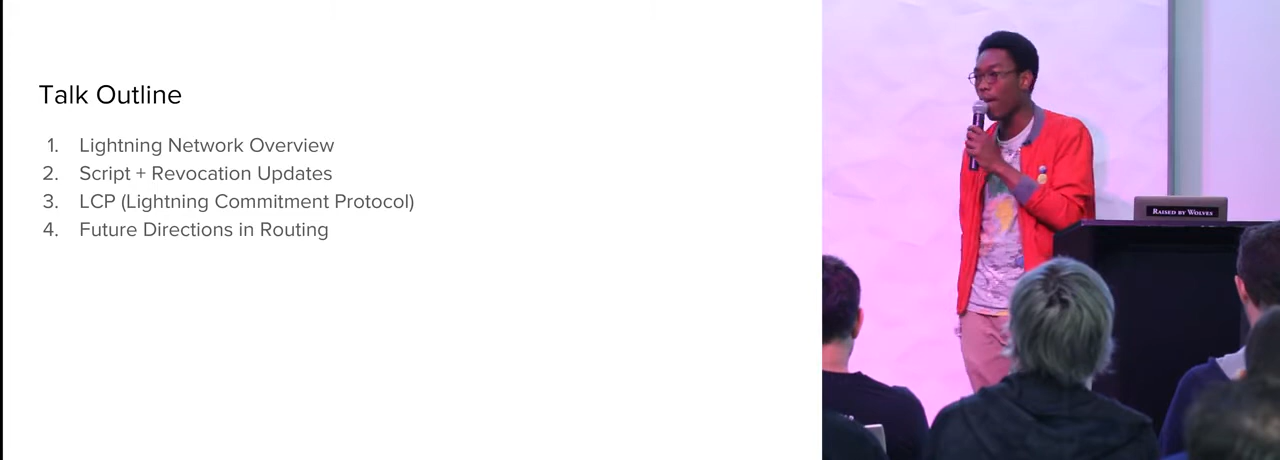 Talk Outline
1. Lightning Network Overview
2. Script + Revocation Updates
3. LCP (Lightning Commitment Protocol)
4. Future Directions in Routing
RAISED BY WOLVES